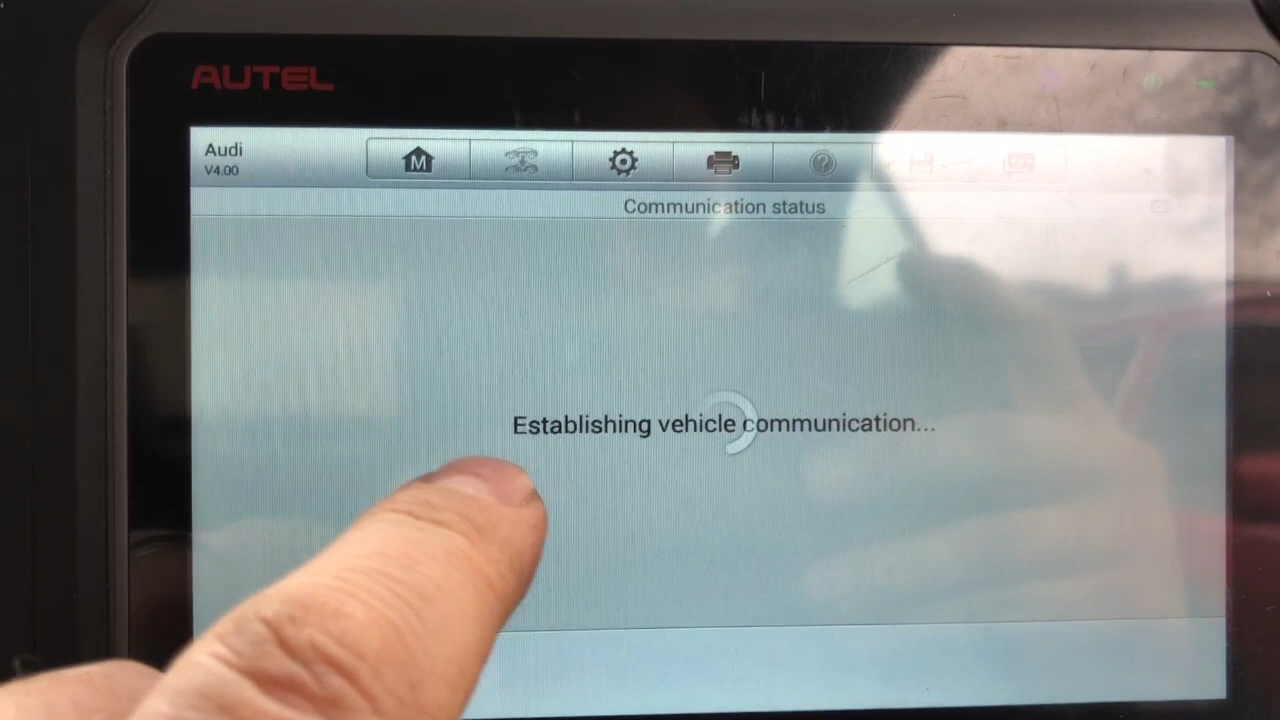 AUTEL
Audi
V4.00
M
?
Communication status
Establishing vehicle communication...